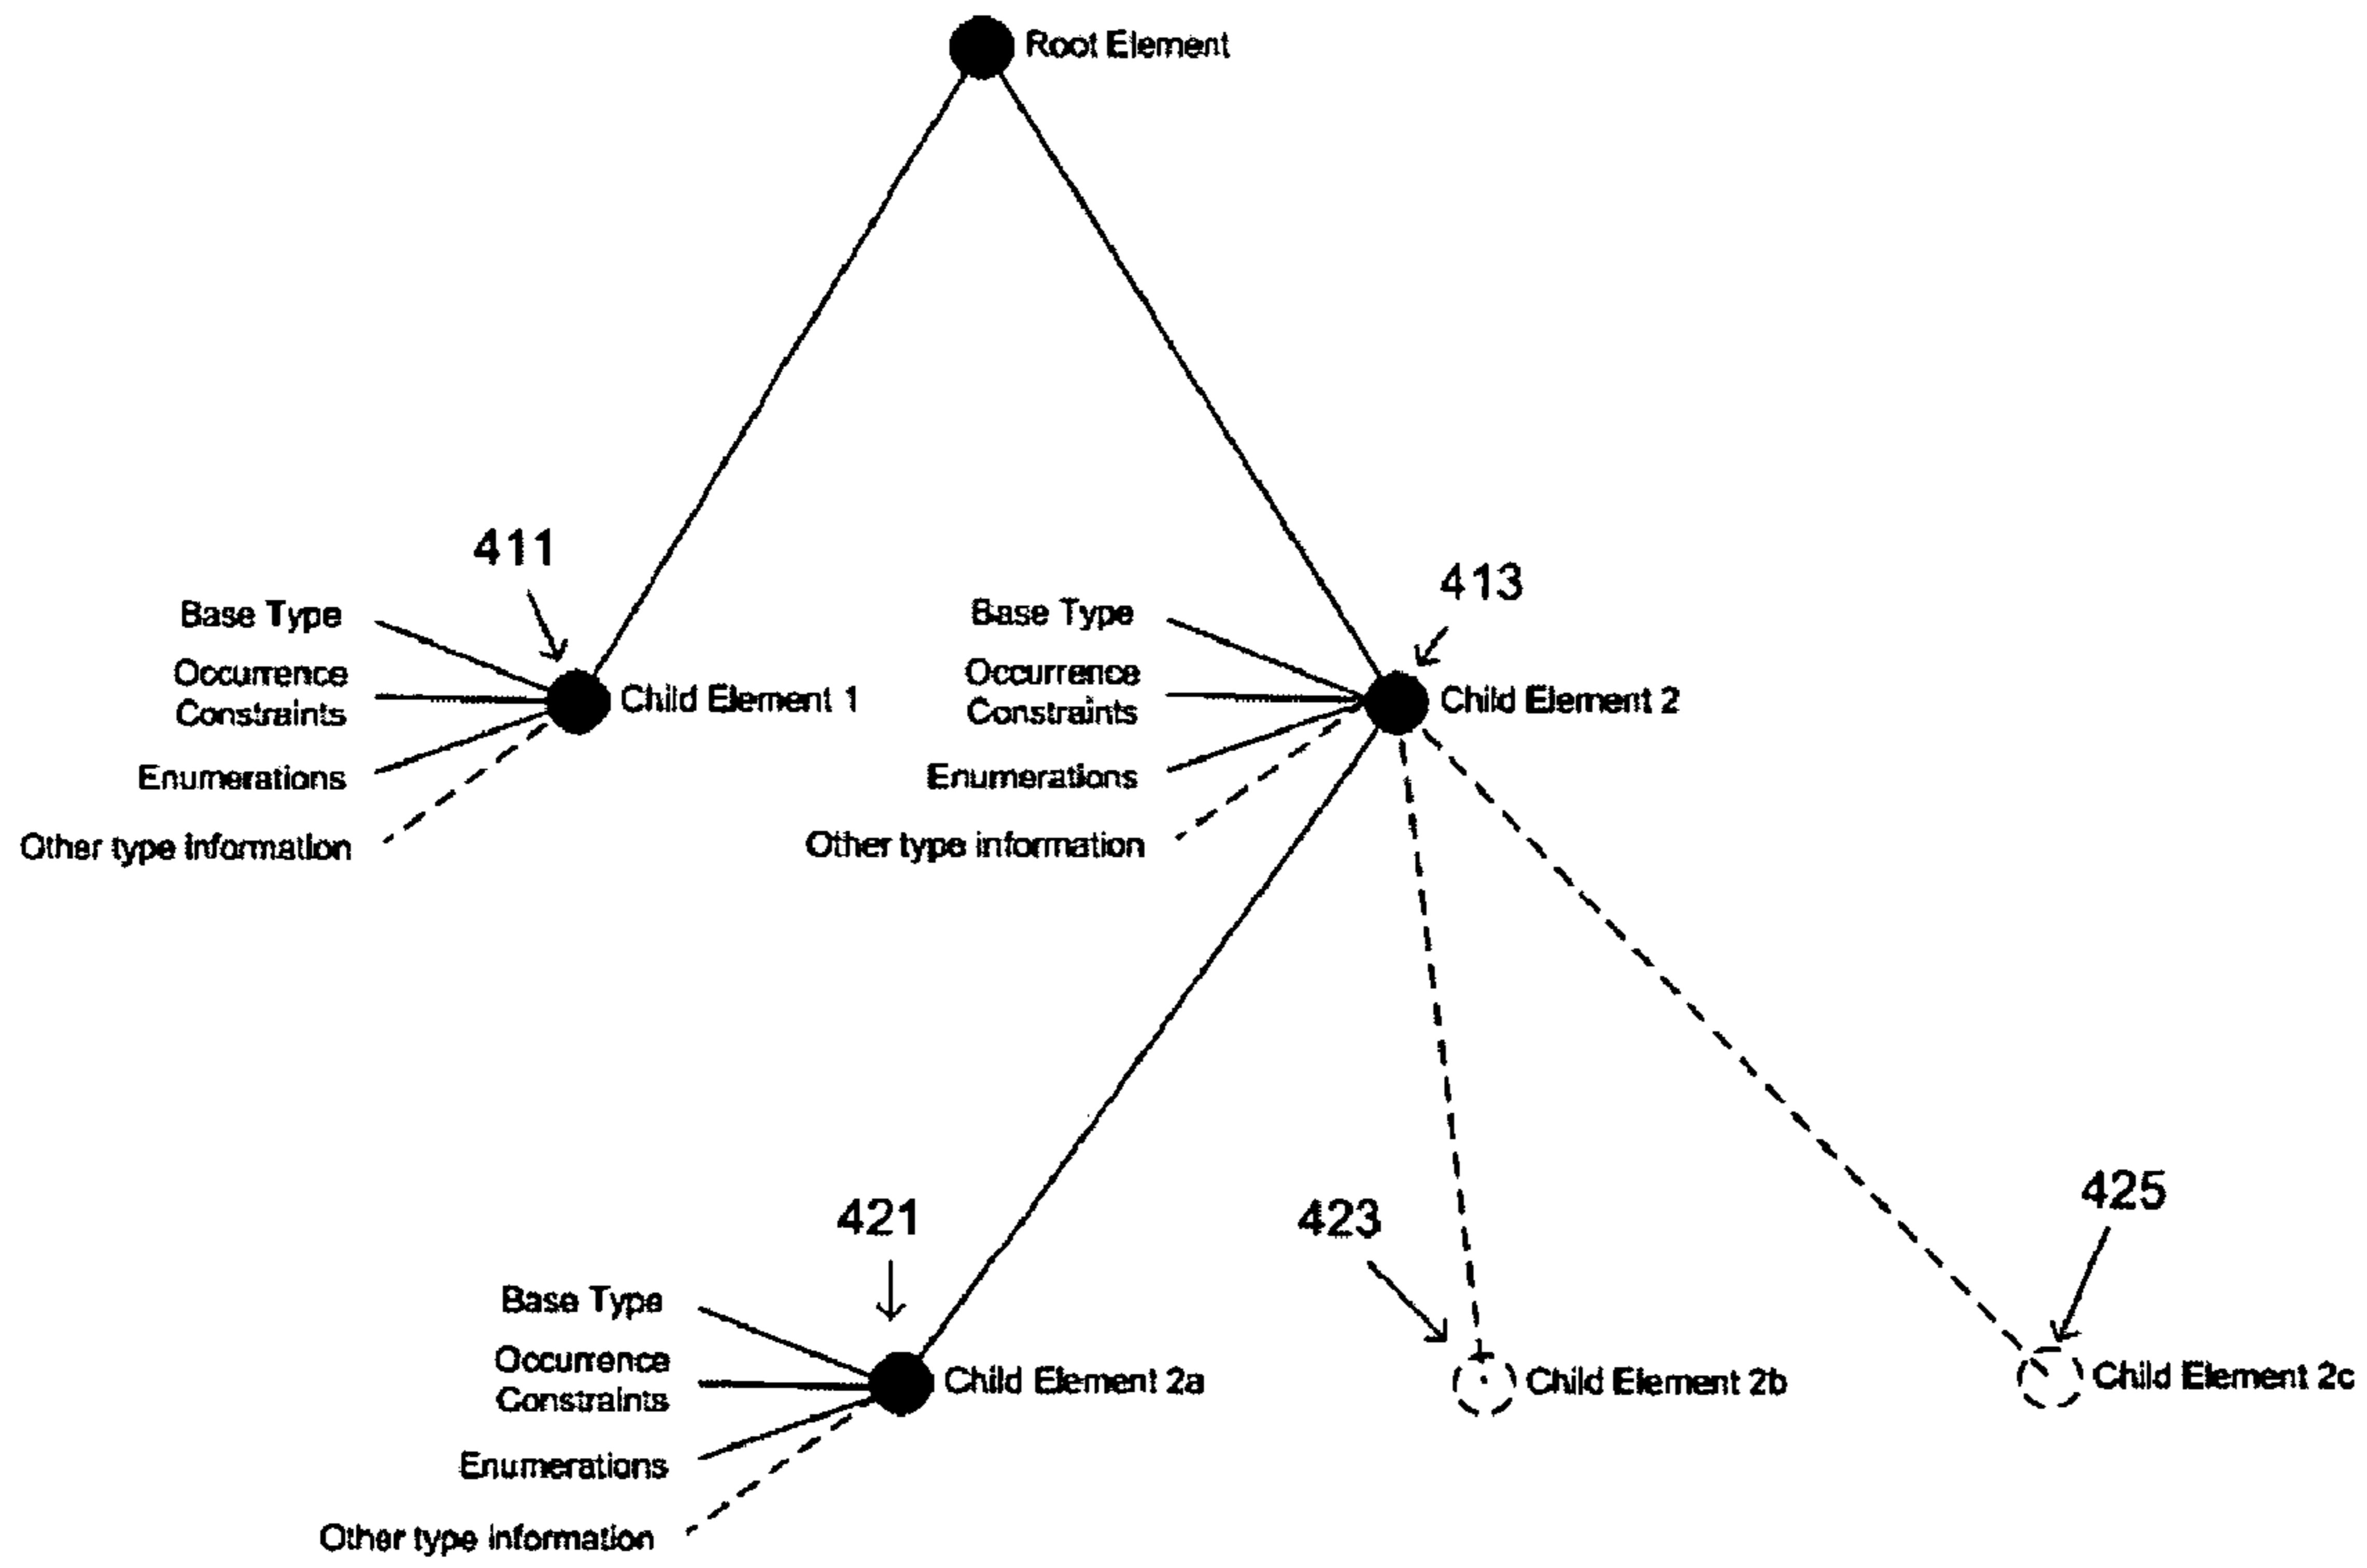 Root Element
411
Base Type
Occurrence
Constraints
Enumerations
Other type information
Child Element 1
413
Base Type
Occurrence
Constraints
Enumerations
Other type information
Child Element 2
421
Base Type
Occurrence
Constraints
Enumerations
Other type information
Child Element 2a
423
Child Element 2b
425
Child Element 2c